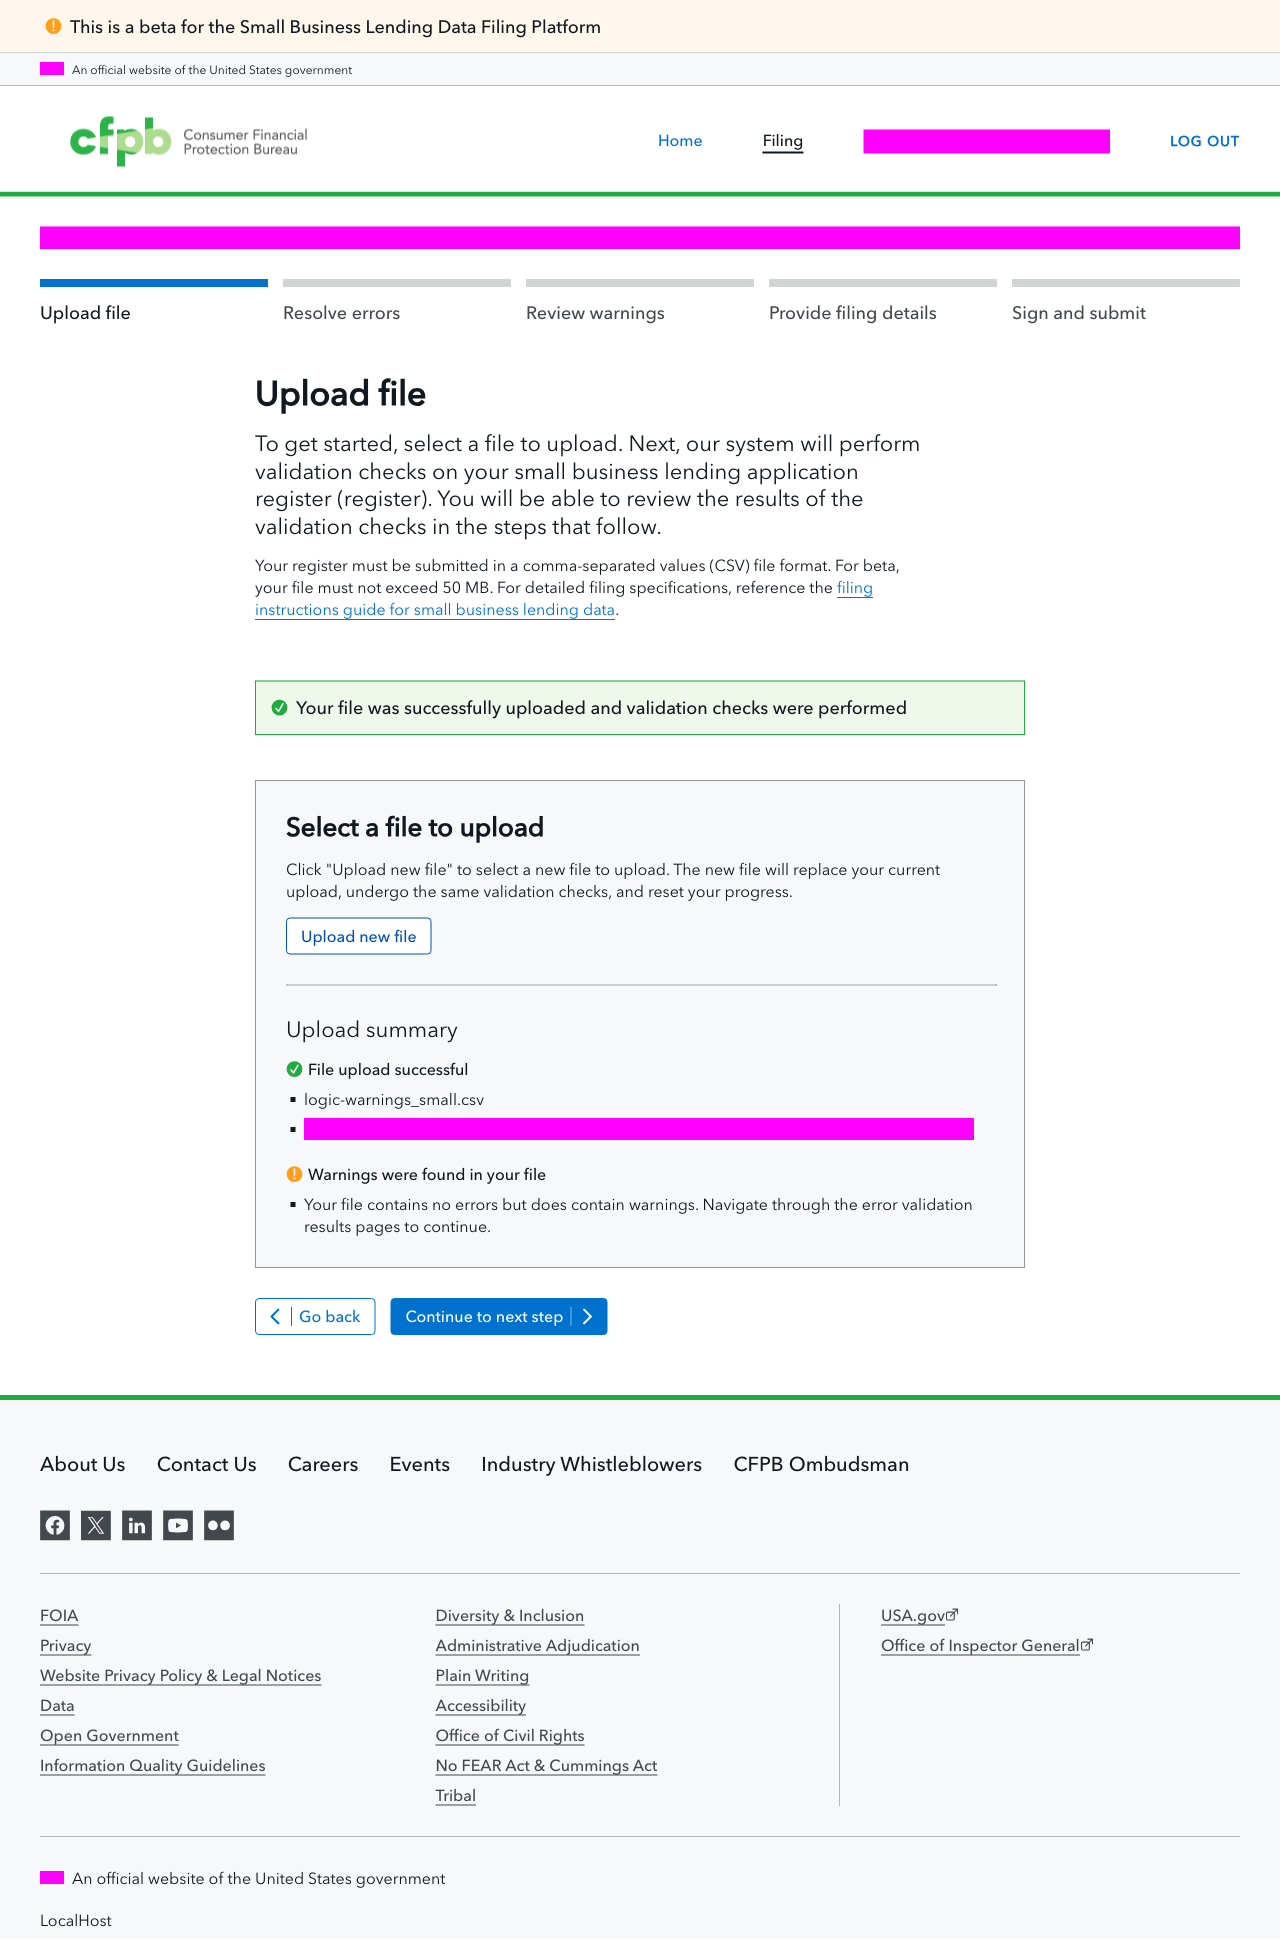 This is a beta for the Small Business Lending Data Filing Platform
An official website of the United States government
cfpb Consumer Financial
Protection Bureau
Home
Filing
LOG OUT
Upload file
Resolve errors
Review warnings
Provide filing details
Sign and submit
Upload file
To get started, select a file to upload. Next, our system will perform
validation checks on your small business lending application
register (register). You will be able to review the results of the
validation checks in the steps that follow.
Your register must be submitted in a comma-separated values (CSV) file format. For beta,
your file must not exceed 50 MB. For detailed filing specifications, reference the filing
instructions guide for small business lending data.
Your file was successfully uploaded and validation checks were performed
Select a file to upload
Click "Upload new file" to select a new file to upload. The new file will replace your current
upload, undergo the same validation checks, and reset your progress.
Upload new file
Upload summary
File upload successful
logic-warnings_small.csv
Warnings were found in your file
Your file contains no errors but does contain warnings. Navigate through the error validation
results pages to continue.
Go back
Continue to next step
About Us
Contact Us
Careers
Events
Industry Whistleblowers
CFPB Ombudsman
FOIA
Privacy
Website Privacy Policy & Legal Notices
Data
Open Government
Information Quality Guidelines
Diversity & Inclusion
Administrative Adjudication
Plain Writing
Accessibility
Office of Civil Rights
No FEAR Act & Cummings Act
Tribal
USA.gov
Office of Inspector General
An official website of the United States government
LocalHost